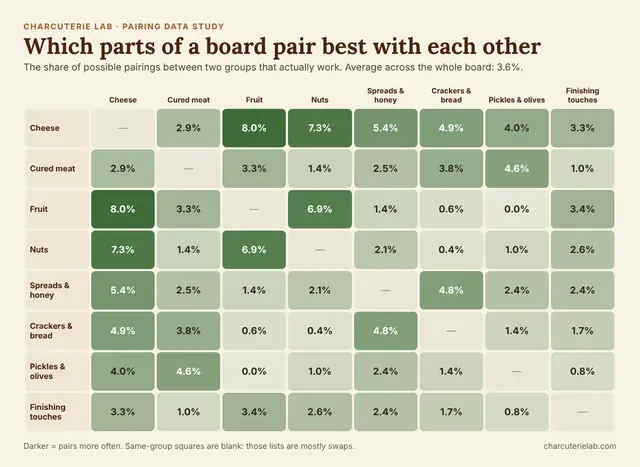 CHARCUTERIE LAB · PAIRING DATA STUDY
Which parts of a board pair best with each other
The share of possible pairings between two groups that actually work. Average across the whole board: 3.6%.
Cheese Cured meat Fruit Nuts Spreads & honey Crackers & bread Pickles & olives Finishing touches
Cheese — 2.9% 8.0% 7.3% 5.4% 4.9% 4.0% 3.3%
Cured meat 2.9% — 3.3% 1.4% 2.5% 3.8% 4.6% 1.0%
Fruit 8.0% 3.3% — 6.9% 1.4% 0.6% 0.0% 3.4%
Nuts 7.3% 1.4% 6.9% — 2.1% 0.4% 1.0% 2.6%
Spreads & honey 5.4% 2.5% 1.4% 2.1% — 4.8% 2.4% 2.4%
Crackers & bread 4.9% 3.8% 0.6% 0.4% 4.8% — 1.4% 1.7%
Pickles & olives 4.0% 4.6% 0.0% 1.0% 2.4% 1.4% — 0.8%
Finishing touches 3.3% 1.0% 3.4% 2.6% 2.4% 1.7% 0.8% —
Darker = pairs more often. Same-group squares are blank: those lists are mostly swaps.
charcuterielab.com